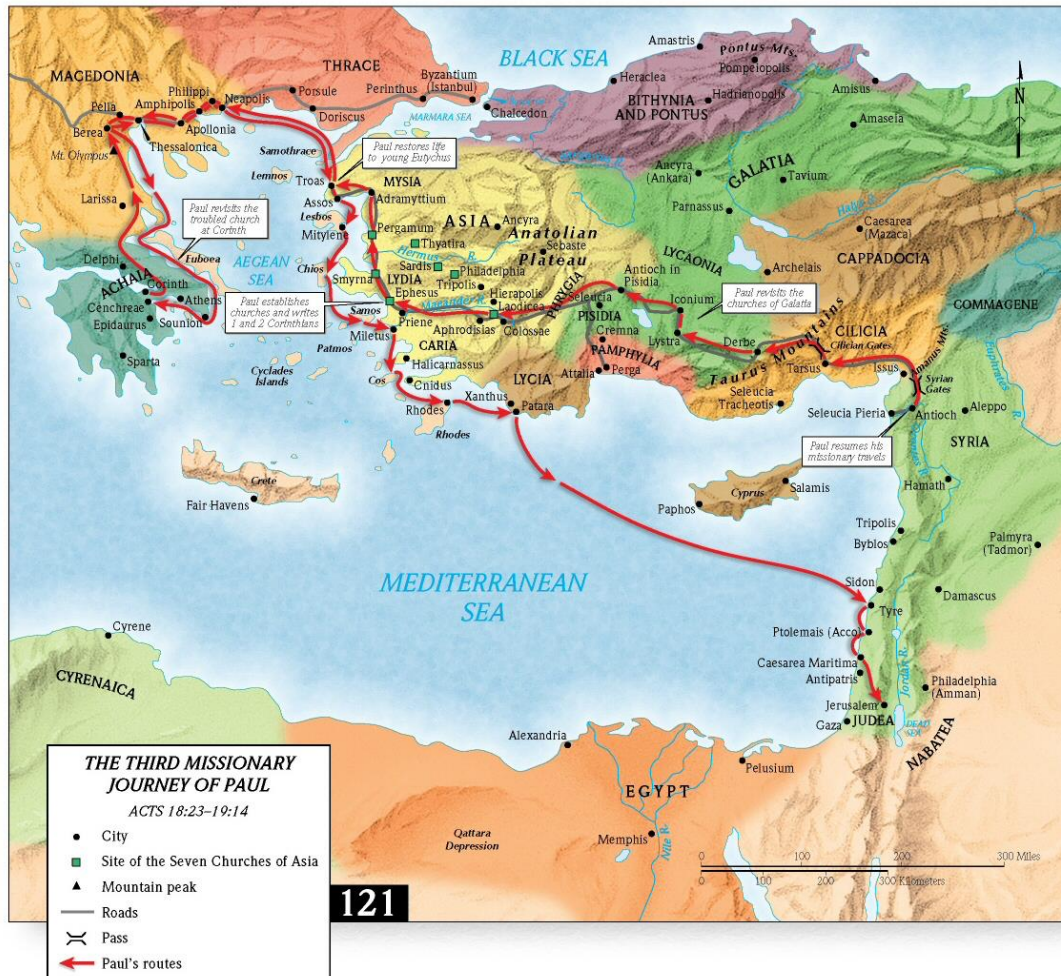 BLACK SEA
Amastris
Pontus Mts.
Pompeiopolis
Heraclea
Hadrianopolis
Amisus
BITHYNIA
AND PONTUS
Amaseia
THRACE
Byzantium
(Istanbul)
Perinthus
Chalcedon
MARMARA SEA
Porsule
Doriscus
MACEDONIA
Philippi
Neapolis
Amphipolis
Pella
Berea
Apollonia
Thessalonica
Mt. Olympus
Samothrace
Lemnos
Larissa
Paul restores life
to young Eutychus
Troas
MYSIA
Assos
Adramyttium
Lesbos
Mitylene
Pergamum
ASIA
Ancyra
Anatolian
Plateau
Thyatira
Sebaste
Hermus R.
Sardis
Philadelphia
Smyrna
LYDIA
Tripolis
Chios
AEGEAN
SEA
Paul revisits the
troubled church
at Corinth
Euboea
Delphi
ACHAIA
Corinth
Cenchreae
Athens
Epidaurus
Sounion
Sparta
Paul establishes
churches and writes
1 and 2 Corinthians
Ephesus
Hierapolis
Laodicea
Maeander R.
Samos
Priene
Aphrodisias
Colossae
Miletus
Patmos
CARIA
Halicarnassus
Cyclades
Islands
Cos
Cnidus
Rhodes
Rhodes
Xanthus
Patara
LYCIA
PHRYGIA
Antioch in
Pisidia
Seleucia
PISIDIA
Cremna
PAMPHYLIA
Attalia
Perga
Iconium
Lystra
Derbe
Paul revisits the
churches of Galatia
GALATIA
Ancyra
(Ankara)
Tavium
Parnassus
Halys R.
LYCAONIA
Caesarea
(Mazaca)
Archelais
CAPPADOCIA
COMMAGENE
Taurus Mountains
CILICIA
Cilician Gates
Tarsus
Issus
Amanus Mts.
Syrian
Gates
Euphrates R.
Seleucia
Tracheotis
Seleucia Pieria
Antioch
Aleppo
Orontes R.
Paul resumes his
missionary travels
SYRIA
Hamath
Crete
Fair Havens
Cyprus
Salamis
Paphos
Tripolis
Byblos
Palmyra
(Tadmor)
Sidon
Damascus
Tyre
MEDITERRANEAN
SEA
Ptolemais (Acco)
Caesarea Maritima
Antipatris
Jordan R.
Philadelphia
(Amman)
Jerusalem
JUDEA
Gaza
DEAD
SEA
NABATEA
Cyrene
CYRENAICA
Alexandria
Pelusium
EGYPT
Memphis
Nile R.
Qattara
Depression
N
0 100 200 300 Miles
0 100 200 300 Kilometers
THE THIRD MISSIONARY
JOURNEY OF PAUL
ACTS 18:23–19:14
City
Site of the Seven Churches of Asia
Mountain peak
Roads
Pass
Paul's routes
121